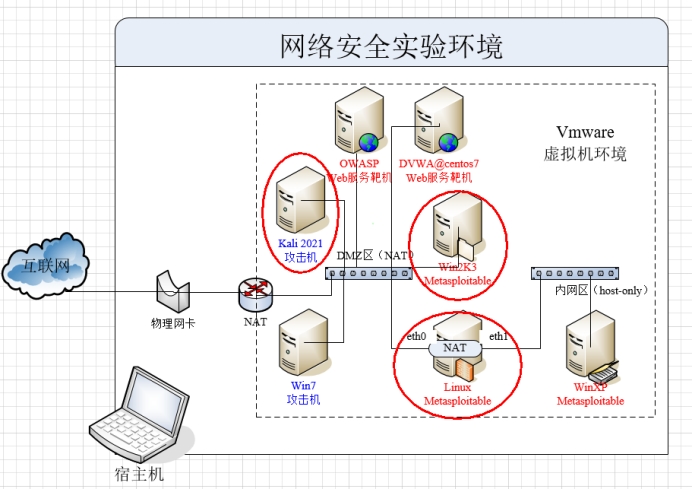 网络安全实验环境
Vmware
虚拟机环境
OWASP
Web服务靶机
DVWA@centos7
Web服务靶机
Kali 2021
攻击机
DMZ区（NAT）
Win2K3
Metasploitable
互联网
物理网卡
NAT
内网区（host-only）
eth0
NAT
eth1
Win7
攻击机
Linux
Metasploitable
WinXP
Metasploitable
宿主机